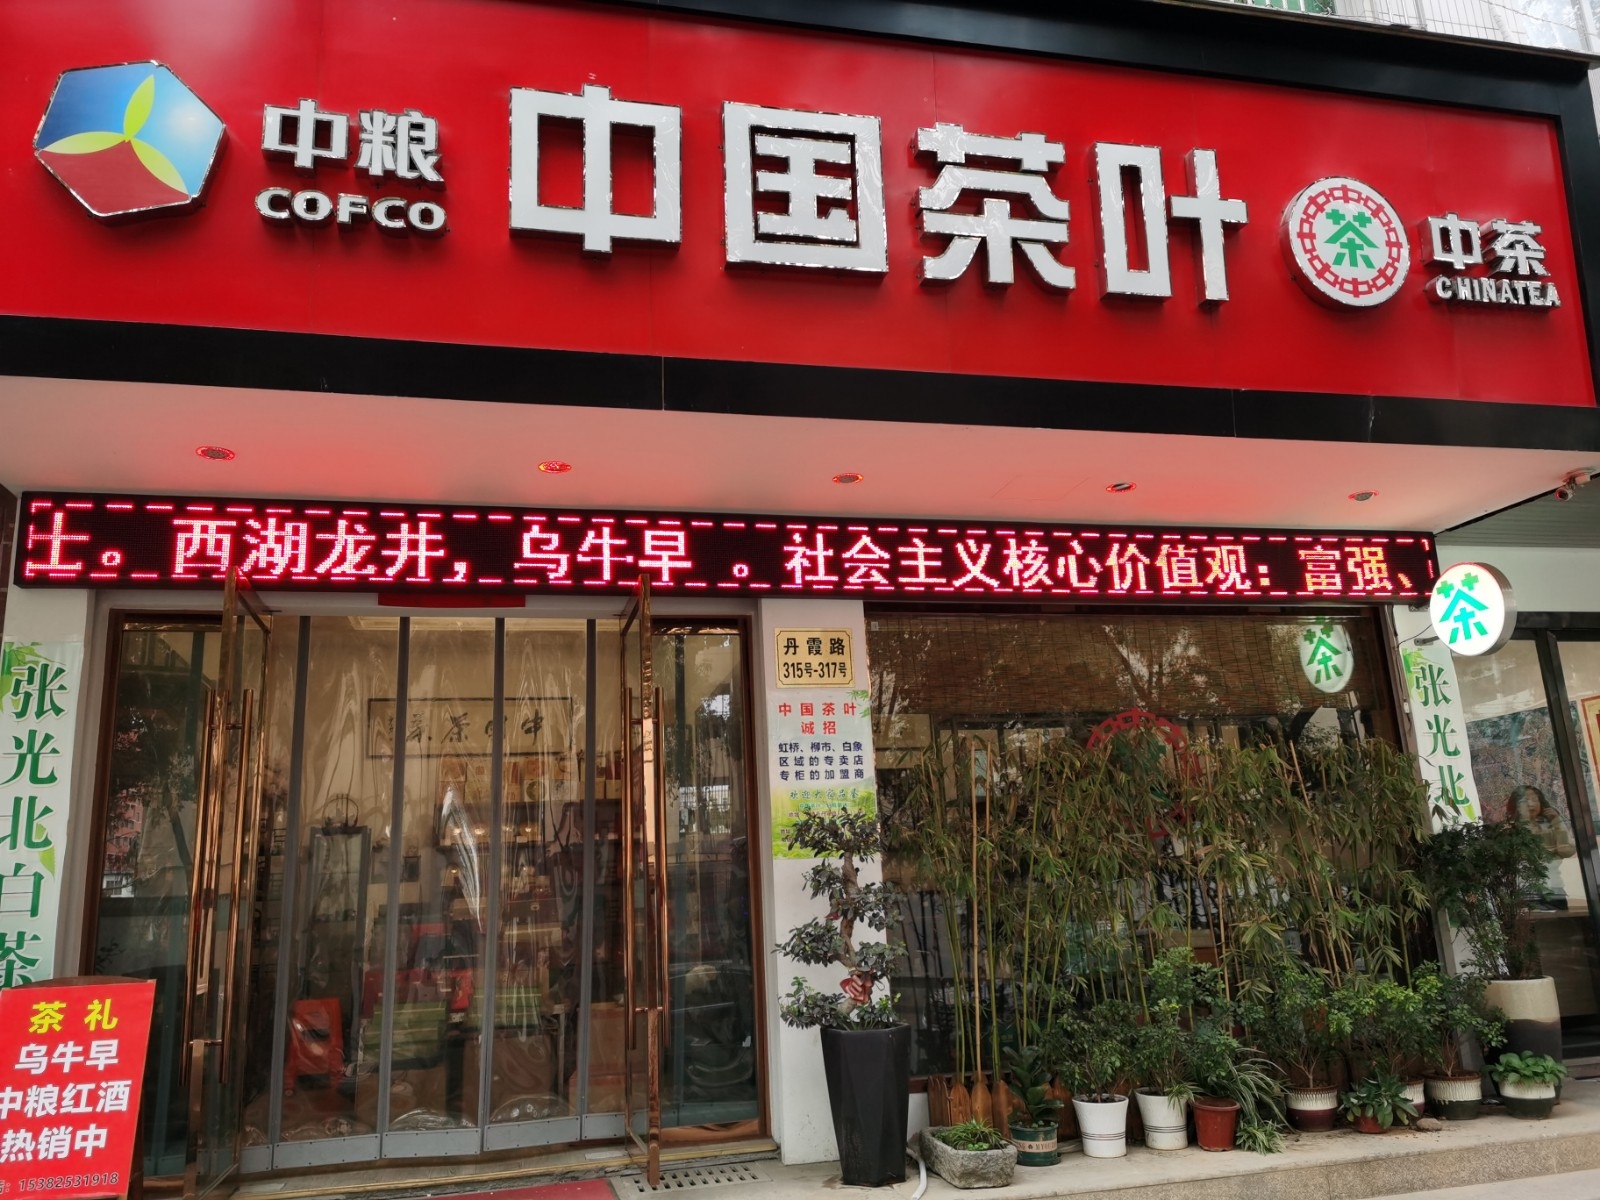 中粮
COFCO
中国茶叶
茶
中茶
CHINATEA
士。西湖龙井，乌牛早 。社会主义核心价值观：富强、
茶
茶
丹霞路
315号-317号
中国茶叶
诚招
虹桥、柳市、白象
区域的专卖店
专柜的加盟商
张光北白茶
张光北
茶礼
乌牛早
中粮红酒
热销中
15382531918